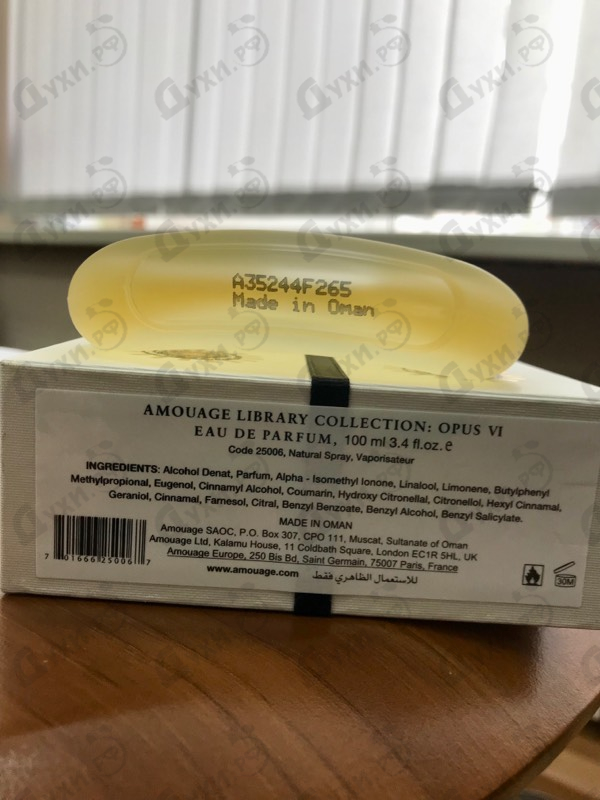 A35244F265
Made in Oman
AMOUAGE LIBRARY COLLECTION: OPUS VI
EAU DE PARFUM, 100 ml 3.4 fl.oz. e
Code 25006, Natural Spray, Vaporisateur
INGREDIENTS: Alcohol Denat, Parfum, Alpha - Isomethyl Ionone, Linalool, Limonene, Butylphenyl
Methylpropional, Eugenol, Cinnamyl Alcohol, Coumarin, Hydroxy Citronellal, Citronellol, Hexyl Cinnamal,
Geraniol, Cinnamal, Farnesol, Citral, Benzyl Benzoate, Benzyl Alcohol, Benzyl Salicylate.
MADE IN OMAN
Amouage SAOC, P.O. Box 307, CPO 111, Muscat, Sultanate of Oman
Amouage Ltd, Kalamu House, 11 Coldbath Square, London EC1R 5HL, UK
Amouage Europe, 250 Bis Bd, Saint Germain, 75007 Paris, France
www.amouage.com للاستعمال الظاهري فقط
7 01666 25006 7
30M
Духи.РФ